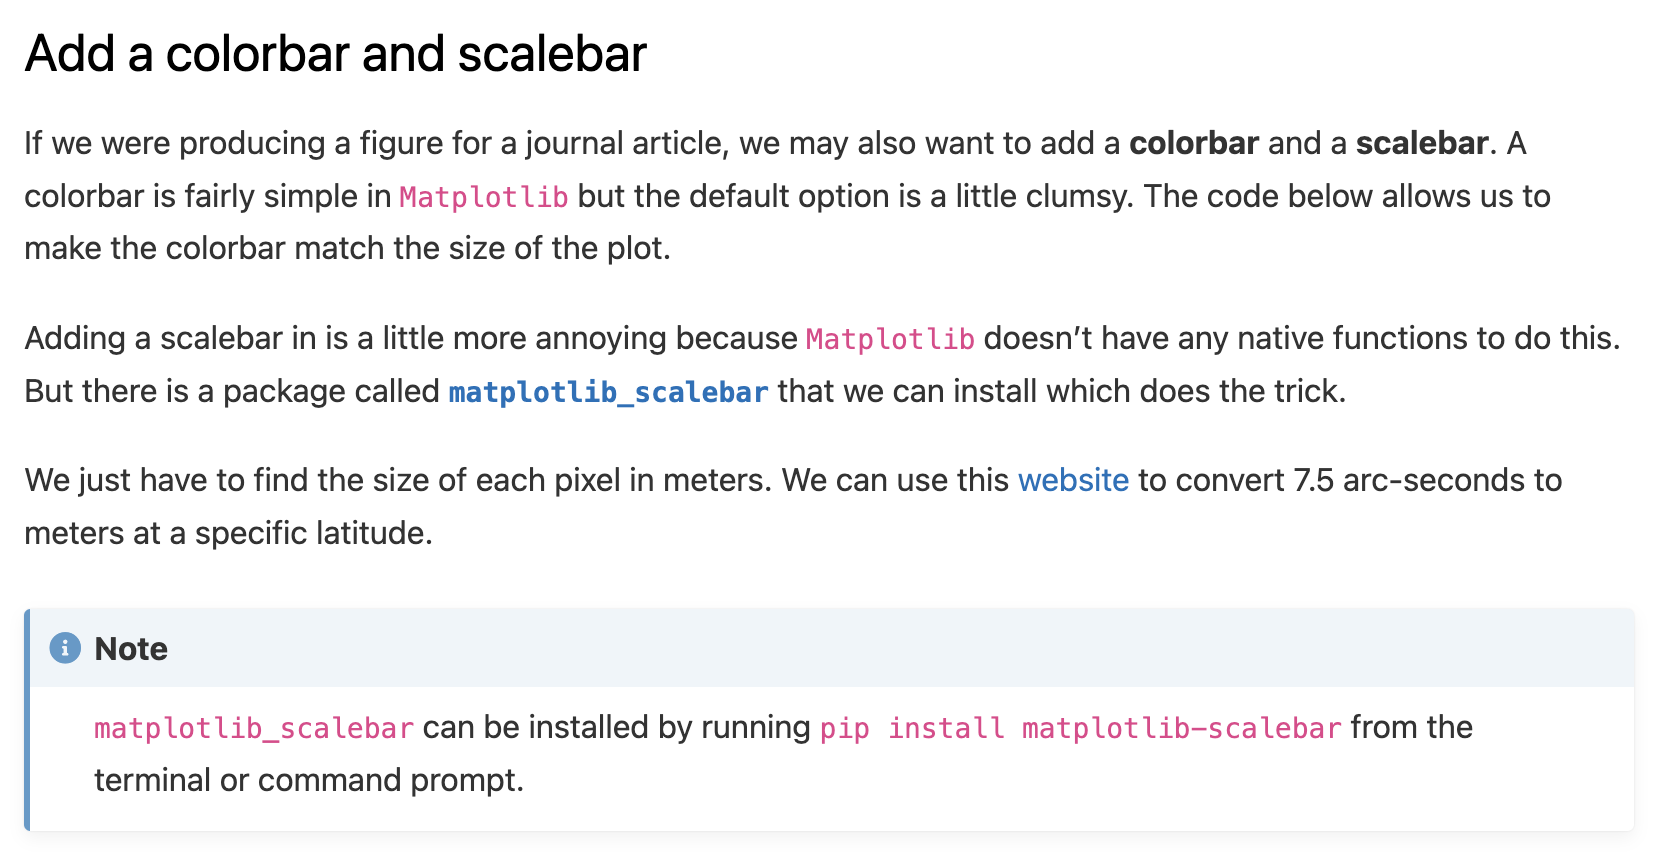 Add a colorbar and scalebar
If we were producing a figure for a journal article, we may also want to add a colorbar and a scalebar. A
colorbar is fairly simple in Matplotlib but the default option is a little clumsy. The code below allows us to
make the colorbar match the size of the plot.
Adding a scalebar in is a little more annoying because Matplotlib doesn’t have any native functions to do this.
But there is a package called matplotlib_scalebar that we can install which does the trick.
We just have to find the size of each pixel in meters. We can use this website to convert 7.5 arc-seconds to
meters at a specific latitude.
Note
matplotlib_scalebar can be installed by running pip install matplotlib-scalebar from the
terminal or command prompt.